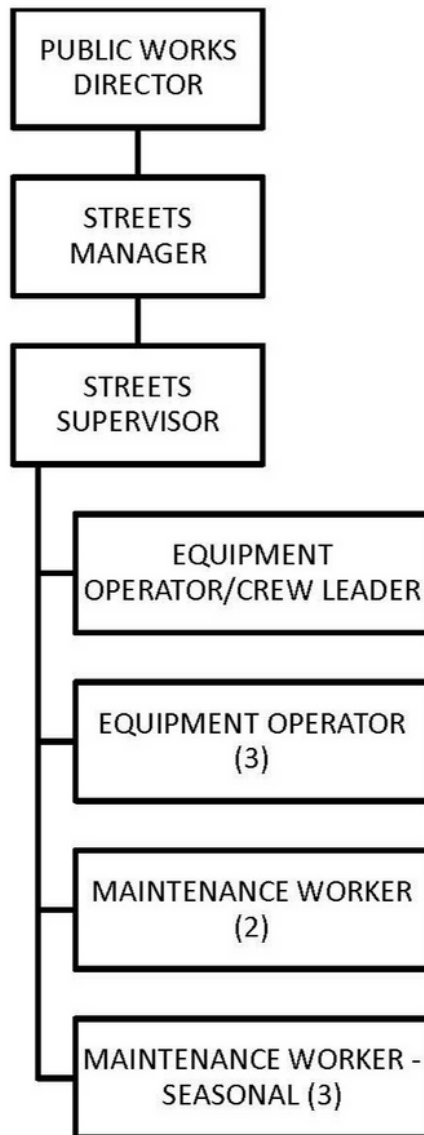 PUBLIC WORKS
DIRECTOR
STREETS
MANAGER
STREETS
SUPERVISOR
EQUIPMENT
OPERATOR/CREW LEADER
EQUIPMENT OPERATOR
(3)
MAINTENANCE WORKER
(2)
MAINTENANCE WORKER -
SEASONAL (3)